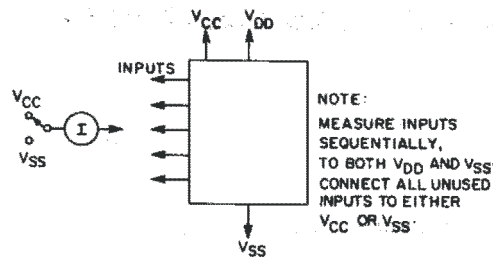 VCC VDD
INPUTS
VCC
I
VSS
VSS
NOTE:
MEASURE INPUTS
SEQUENTIALLY,
TO BOTH VDD AND VSS.
CONNECT ALL UNUSED
INPUTS TO EITHER
VCC OR VSS.